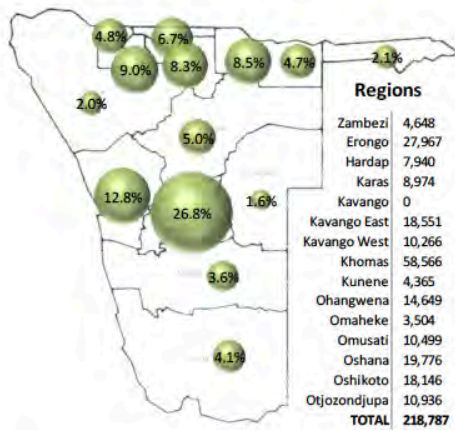 4.8%
6.7%
9.0%
8.3%
8.5%
4.7%
2.1%
2.0%
5.0%
12.8%
26.8%
1.6%
3.6%
4.1%
Regions
Zambezi 4,648
Erongo 27,967
Hardap 7,940
Karas 8,974
Kavango 0
Kavango East 18,551
Kavango West 10,266
Khomas 58,566
Kunene 4,365
Ohangwena 14,649
Omaheke 3,504
Omusati 10,499
Oshana 19,776
Oshikoto 18,146
Otjozondjupa 10,936
TOTAL 218,787